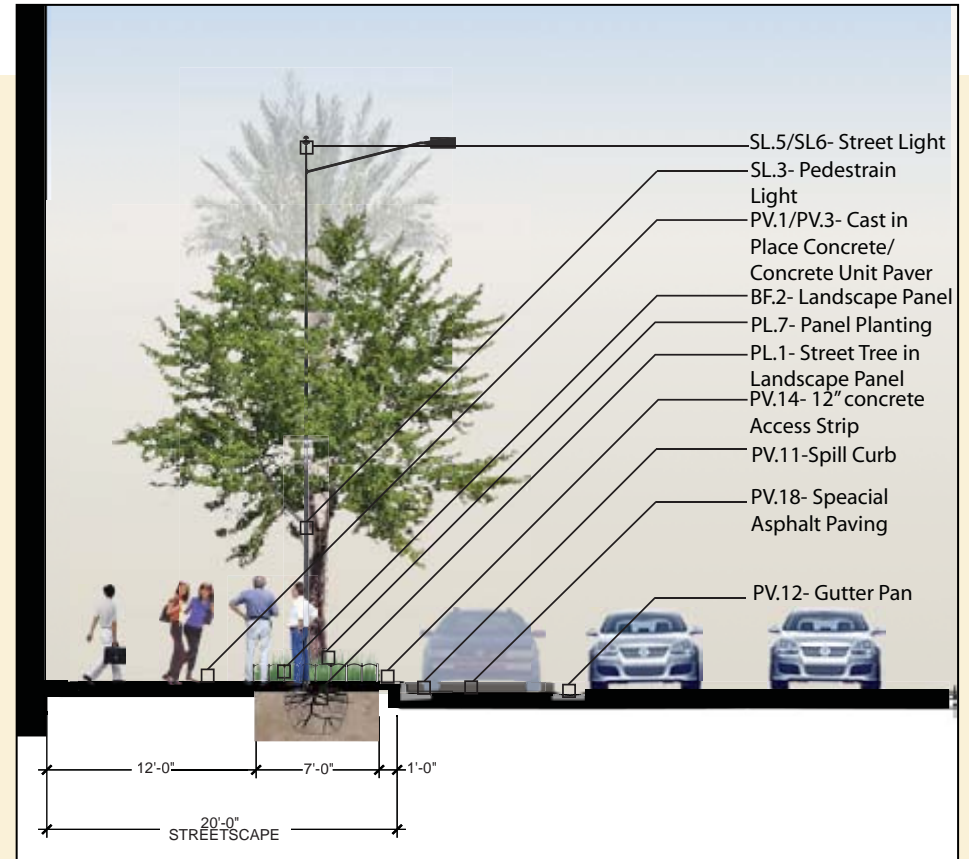 SL.5/SL6- Street Light
SL.3- Pedestrain
Light
PV.1/PV.3- Cast in
Place Concrete/
Concrete Unit Paver
BF.2- Landscape Panel
PL.7- Panel Planting
PL.1- Street Tree in
Landscape Panel
PV.14- 12” concrete
Access Strip
PV.11-Spill Curb
PV.18- Speacial
Asphalt Paving
PV.12- Gutter Pan
12'-0" 7'-0" 1'-0"
20'-0"
STREETSCAPE